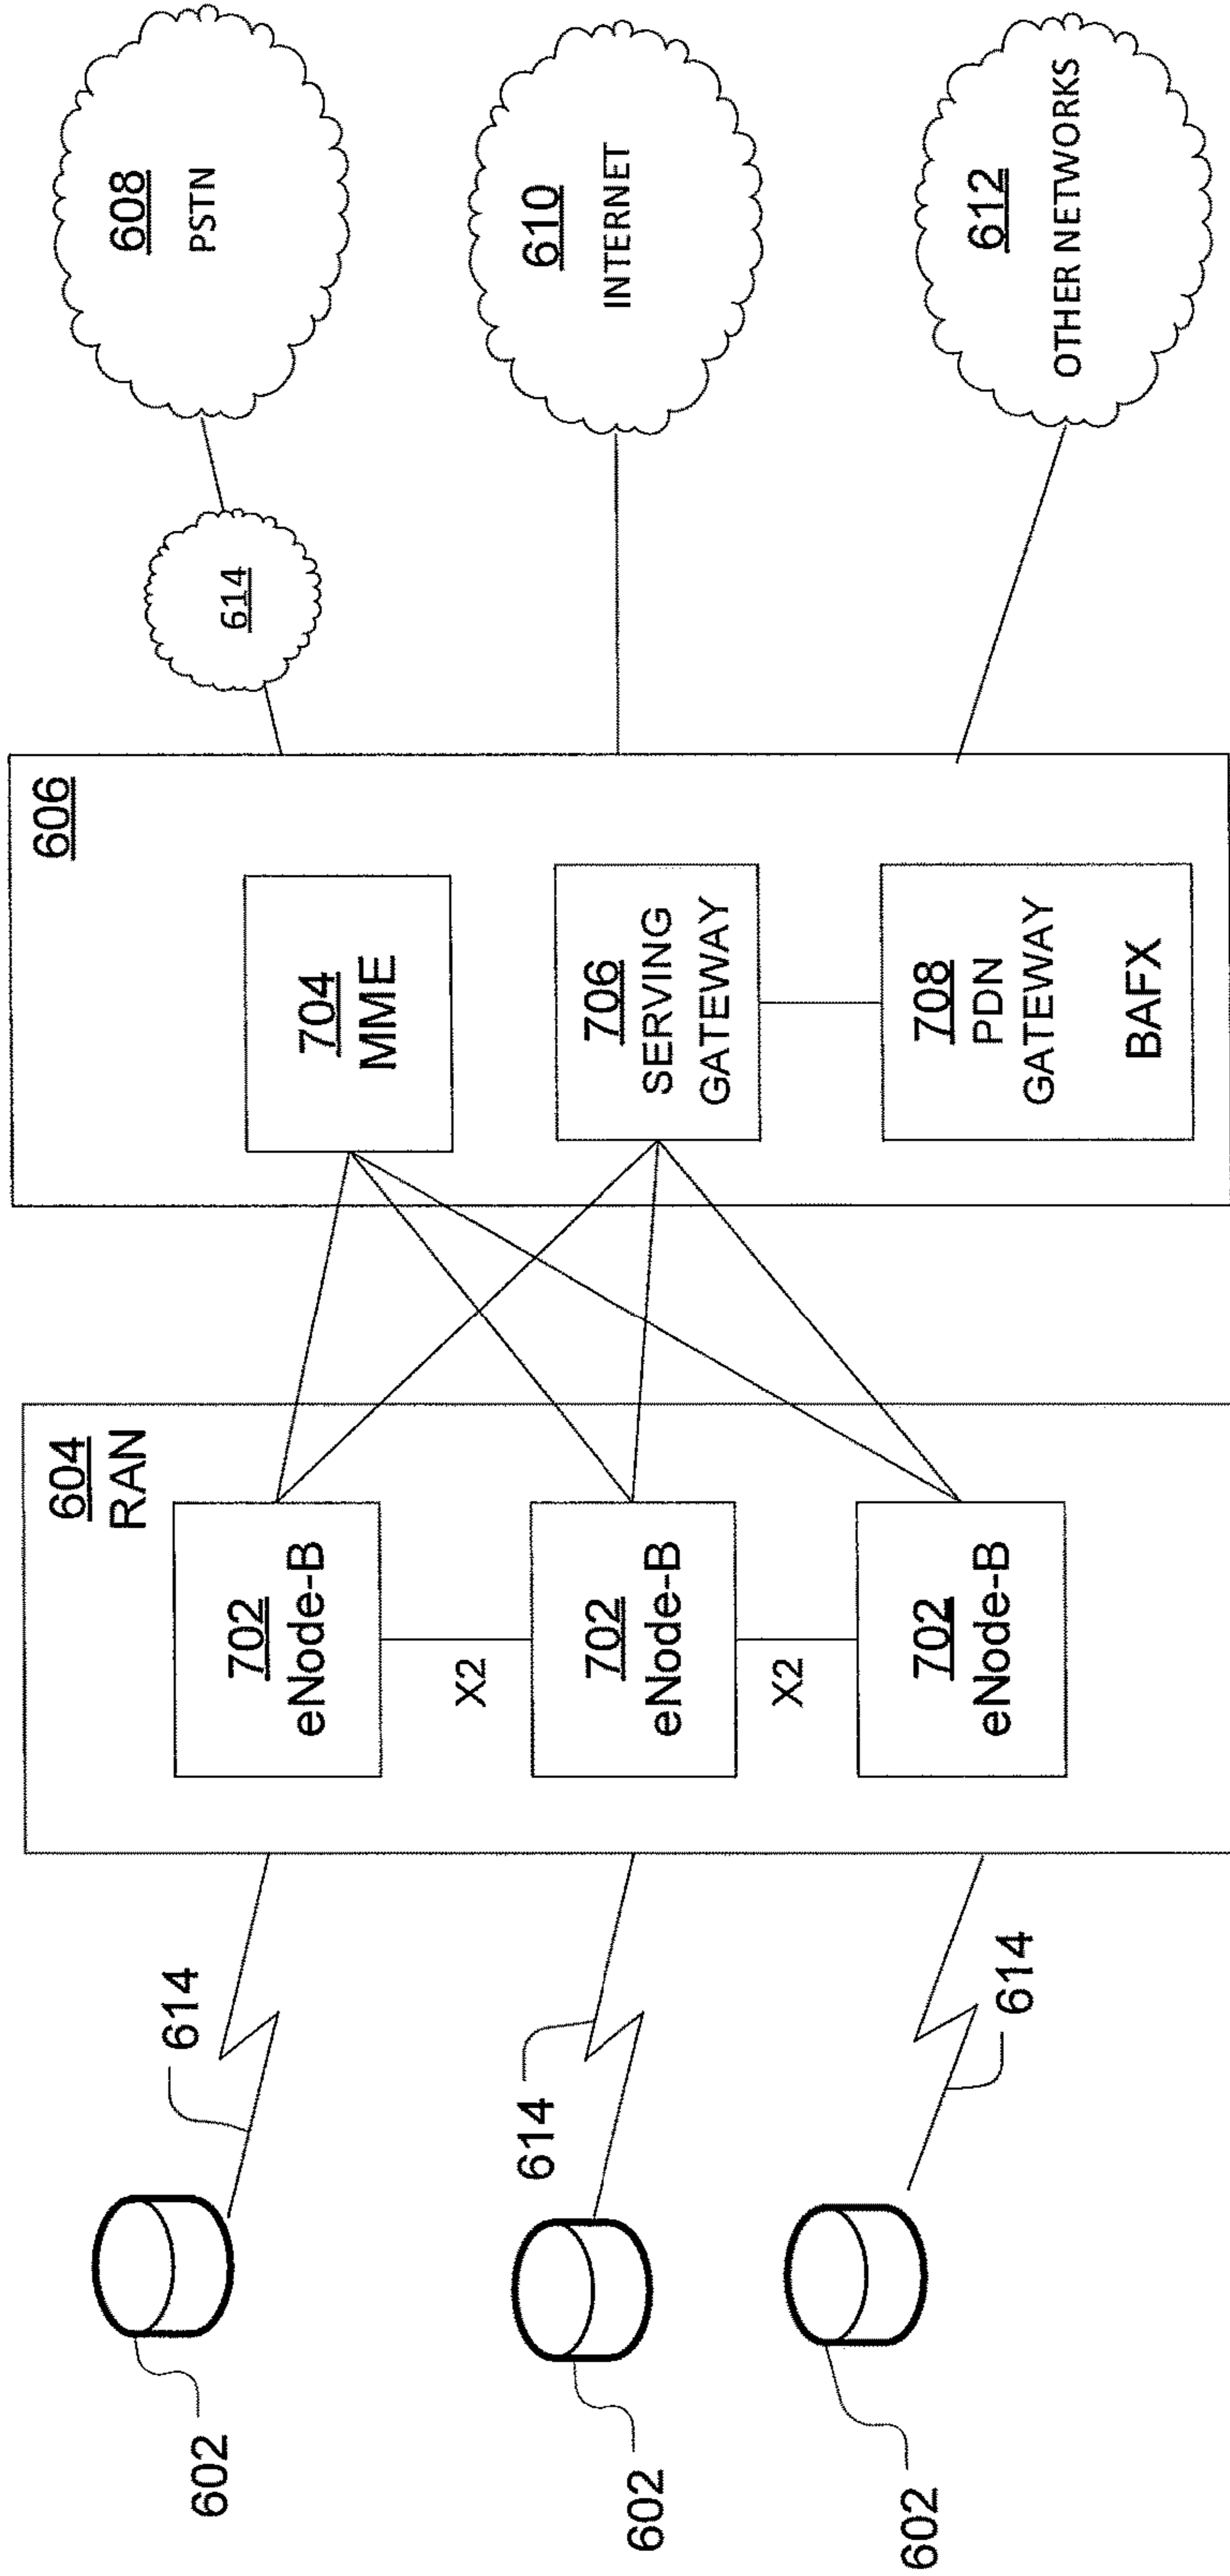 602
602
602
614
614
614
604
RAN
702
eNode-B
X2
702
eNode-B
X2
702
eNode-B
606
704
MME
706
SERVING
GATEWAY
708
PDN
GATEWAY
BAFX
614
608
PSTN
610
INTERNET
612
OTHER NETWORKS